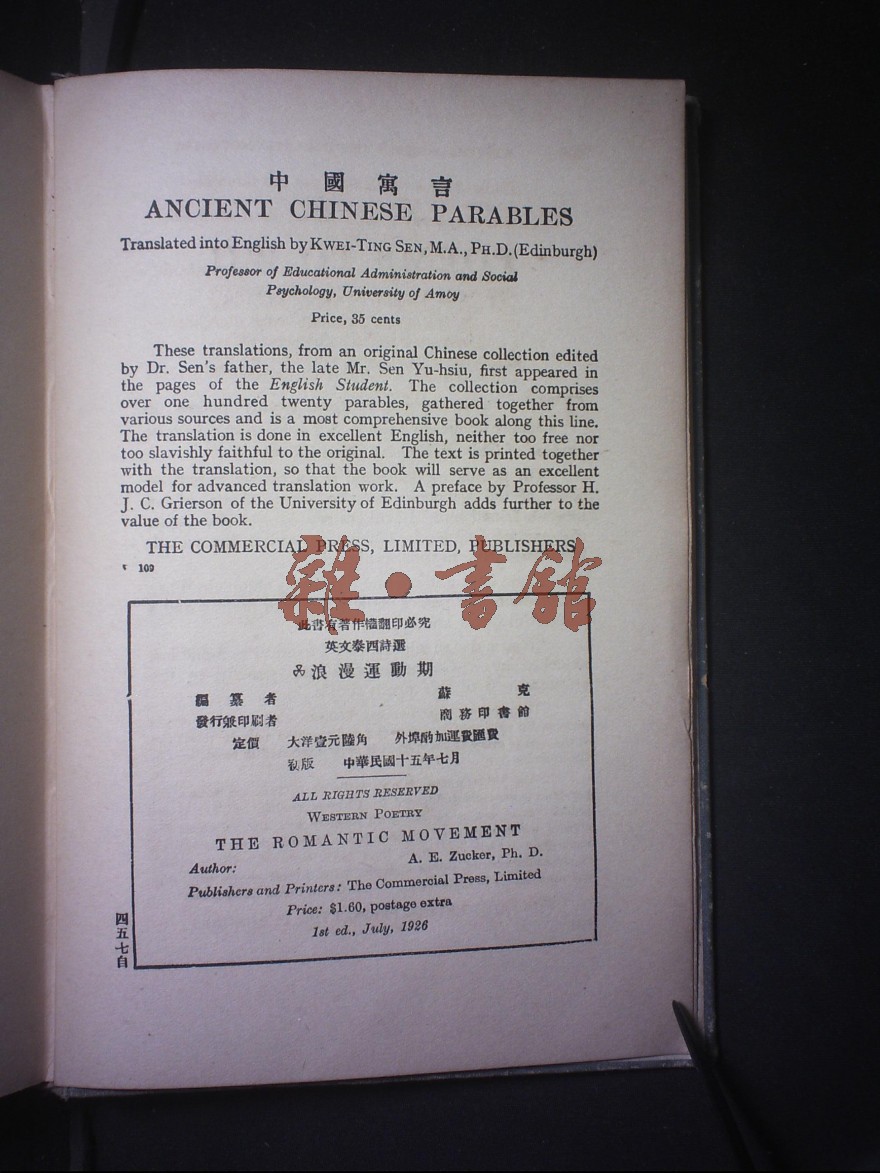 中國寓言
ANCIENT CHINESE PARABLES
Translated into English by KWEI-TING SEN, M.A., PH.D. (Edinburgh)
Professor of Educational Administration and Social
Psychology, University of Amoy
Price, 35 cents
These translations, from an original Chinese collection edited
by Dr. Sen's father, the late Mr. Sen Yu-hsiu, first appeared in
the pages of the English Student. The collection comprises
over one hundred twenty parables, gathered together from
various sources and is a most comprehensive book along this line.
The translation is done in excellent English, neither too free nor
too slavishly faithful to the original. The text is printed together
with the translation, so that the book will serve as an excellent
model for advanced translation work. A preface by Professor H.
J. C. Grierson of the University of Edinburgh adds further to the
value of the book.
THE COMMERCIAL PRESS, LIMITED, PUBLISHERS
109
雜·書館
此書有著作權翻印必究
英文泰西詩選
浪漫運動期
編纂者 蘇克
發行兼印刷者 商務印書館
定價 大洋壹元陸角 外埠酌加運費匯費
初版 中華民國十五年七月
ALL RIGHTS RESERVED
WESTERN POETRY
THE ROMANTIC MOVEMENT
Author: A. E. Zucker, Ph. D.
Publishers and Printers: The Commercial Press, Limited
Price: $1.60, postage extra
1st ed., July, 1926
四五七自